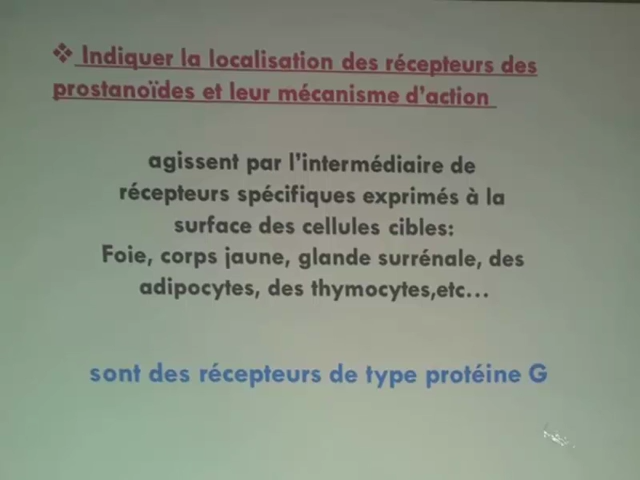 ❖ Indiquer la localisation des récepteurs des
prostanoïdes et leur mécanisme d'action
agissent par l'intermédiaire de
récepteurs spécifiques exprimés à la
surface des cellules cibles:
Foie, corps jaune, glande surrénale, des
adipocytes, des thymocytes,etc...
sont des récepteurs de type protéine G